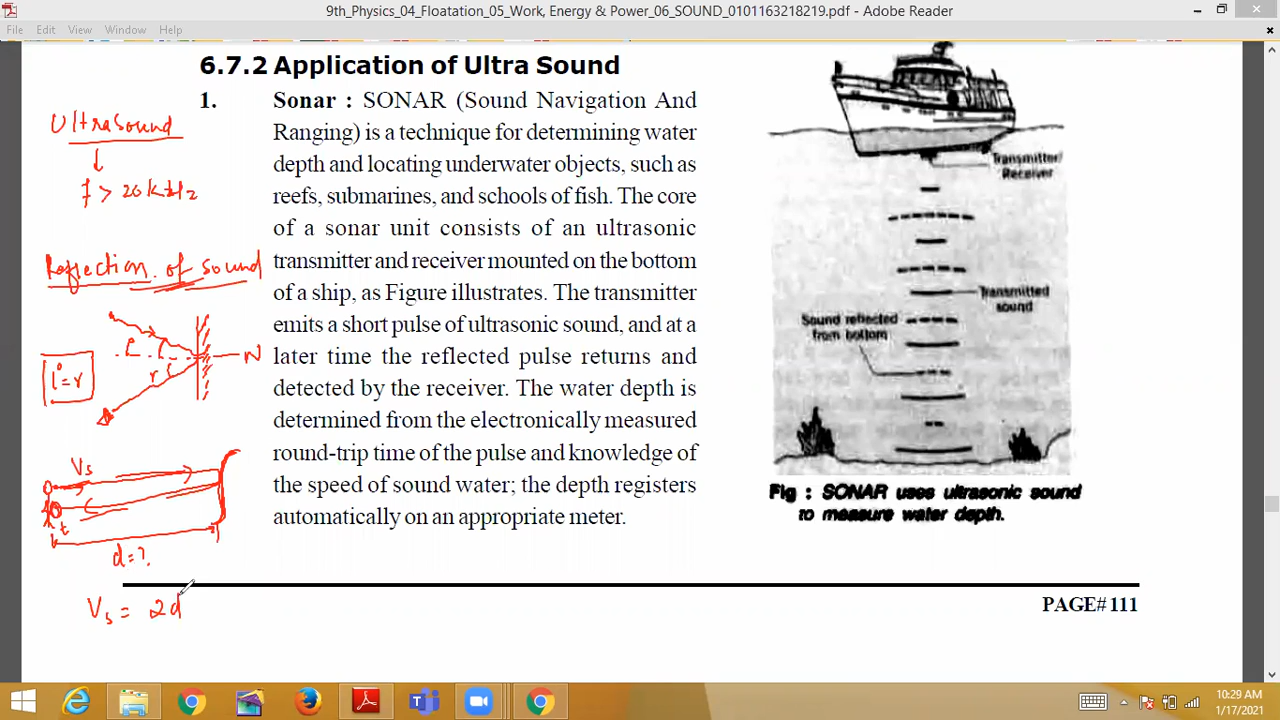 9th_Physics_04_Floatation_05_Work, Energy & Power_06_SOUND_0101163218219.pdf - Adobe Reader
File Edit View Window Help
6.7.2 Application of Ultra Sound
1. Sonar : SONAR (Sound Navigation And
Ranging) is a technique for determining water
depth and locating underwater objects, such as
reefs, submarines, and schools of fish. The core
of a sonar unit consists of an ultrasonic
transmitter and receiver mounted on the bottom
of a ship, as Figure illustrates. The transmitter
emits a short pulse of ultrasonic sound, and at a
later time the reflected pulse returns and
detected by the receiver. The water depth is
determined from the electronically measured
round-trip time of the pulse and knowledge of
the speed of sound water; the depth registers
automatically on an appropriate meter.
Ultrasound
f > 20 kHz
Reflection of sound
i
r
N
i = r
Vs
t
d = ?
Vs = 2d
Transmitter/
Receiver
Transmitted
sound
Sound reflected
from bottom
Fig : SONAR uses ultrasonic sound
to measure water depth.
PAGE# 111
10:29 AM
1/17/2021